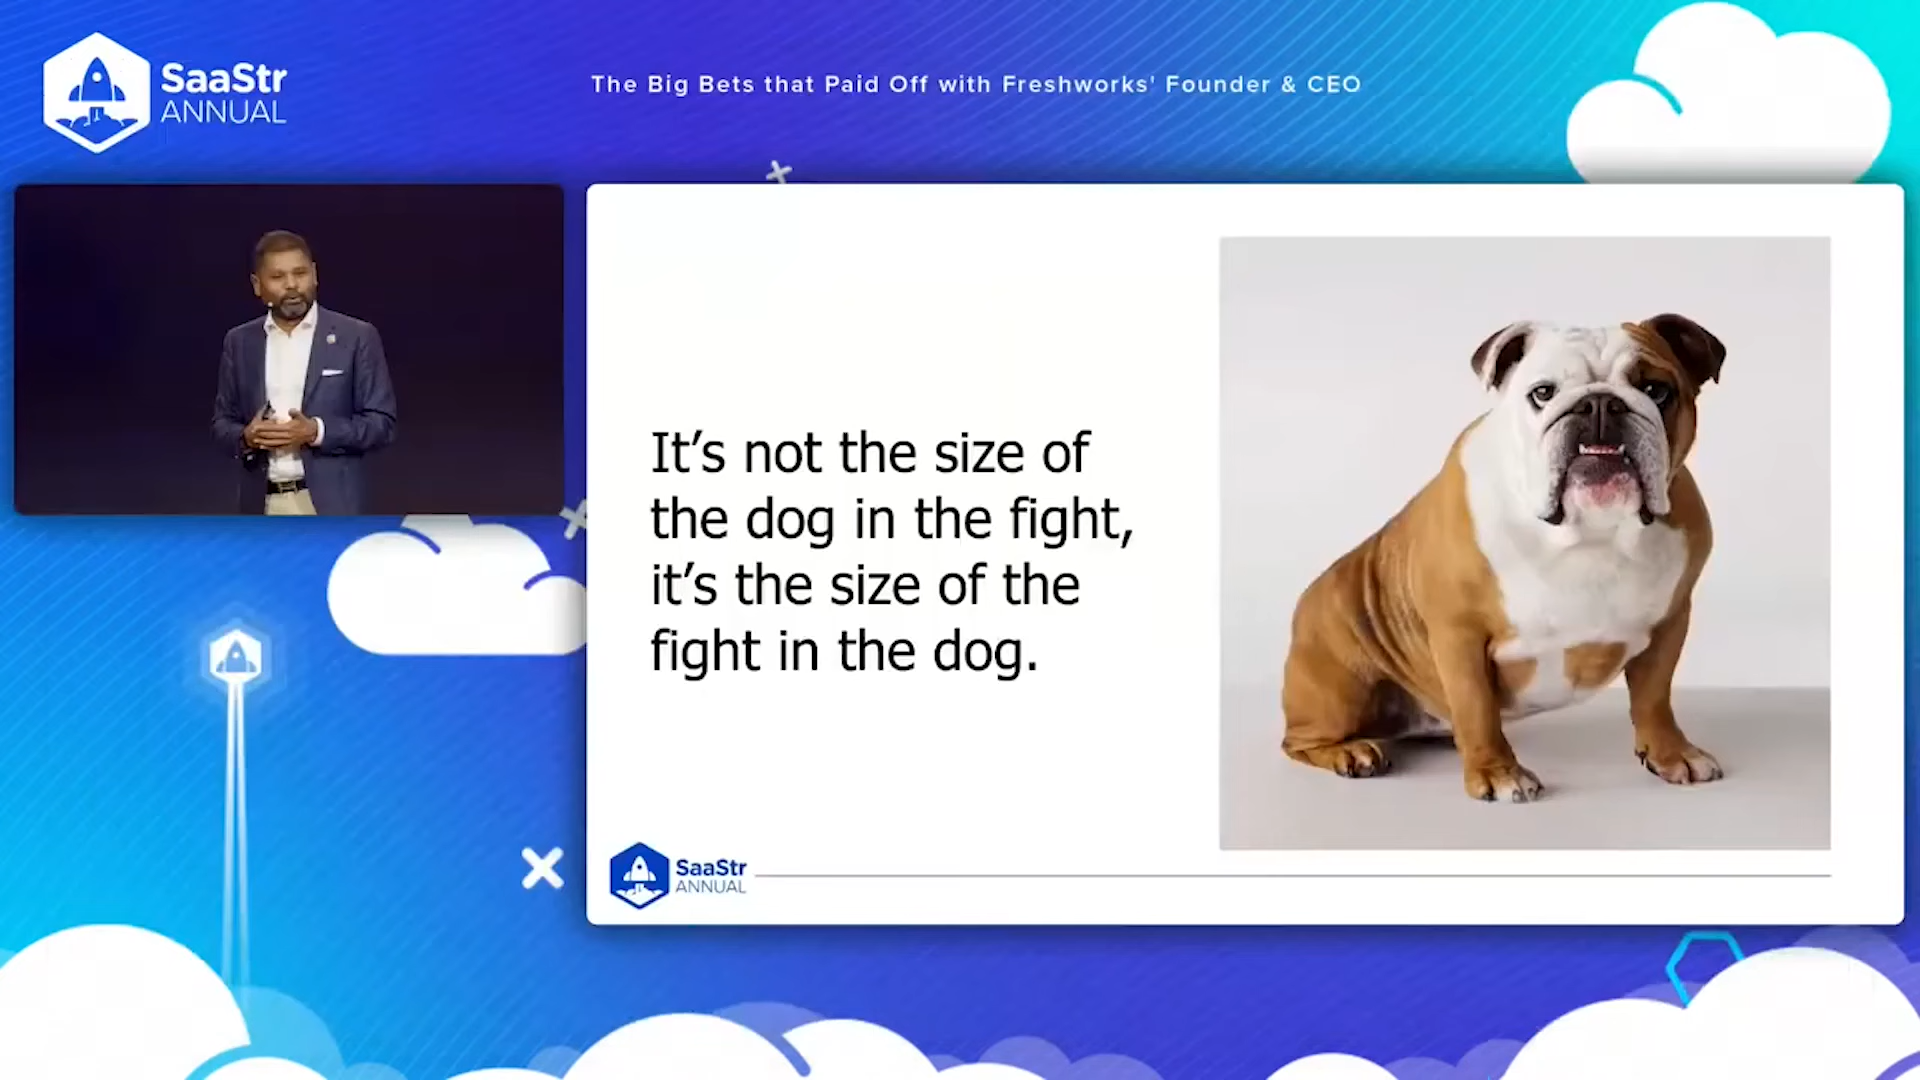 SaaStr
ANNUAL
The Big Bets that Paid Off with Freshworks' Founder & CEO
It’s not the size of
the dog in the fight,
it’s the size of the
fight in the dog.
SaaStr
ANNUAL